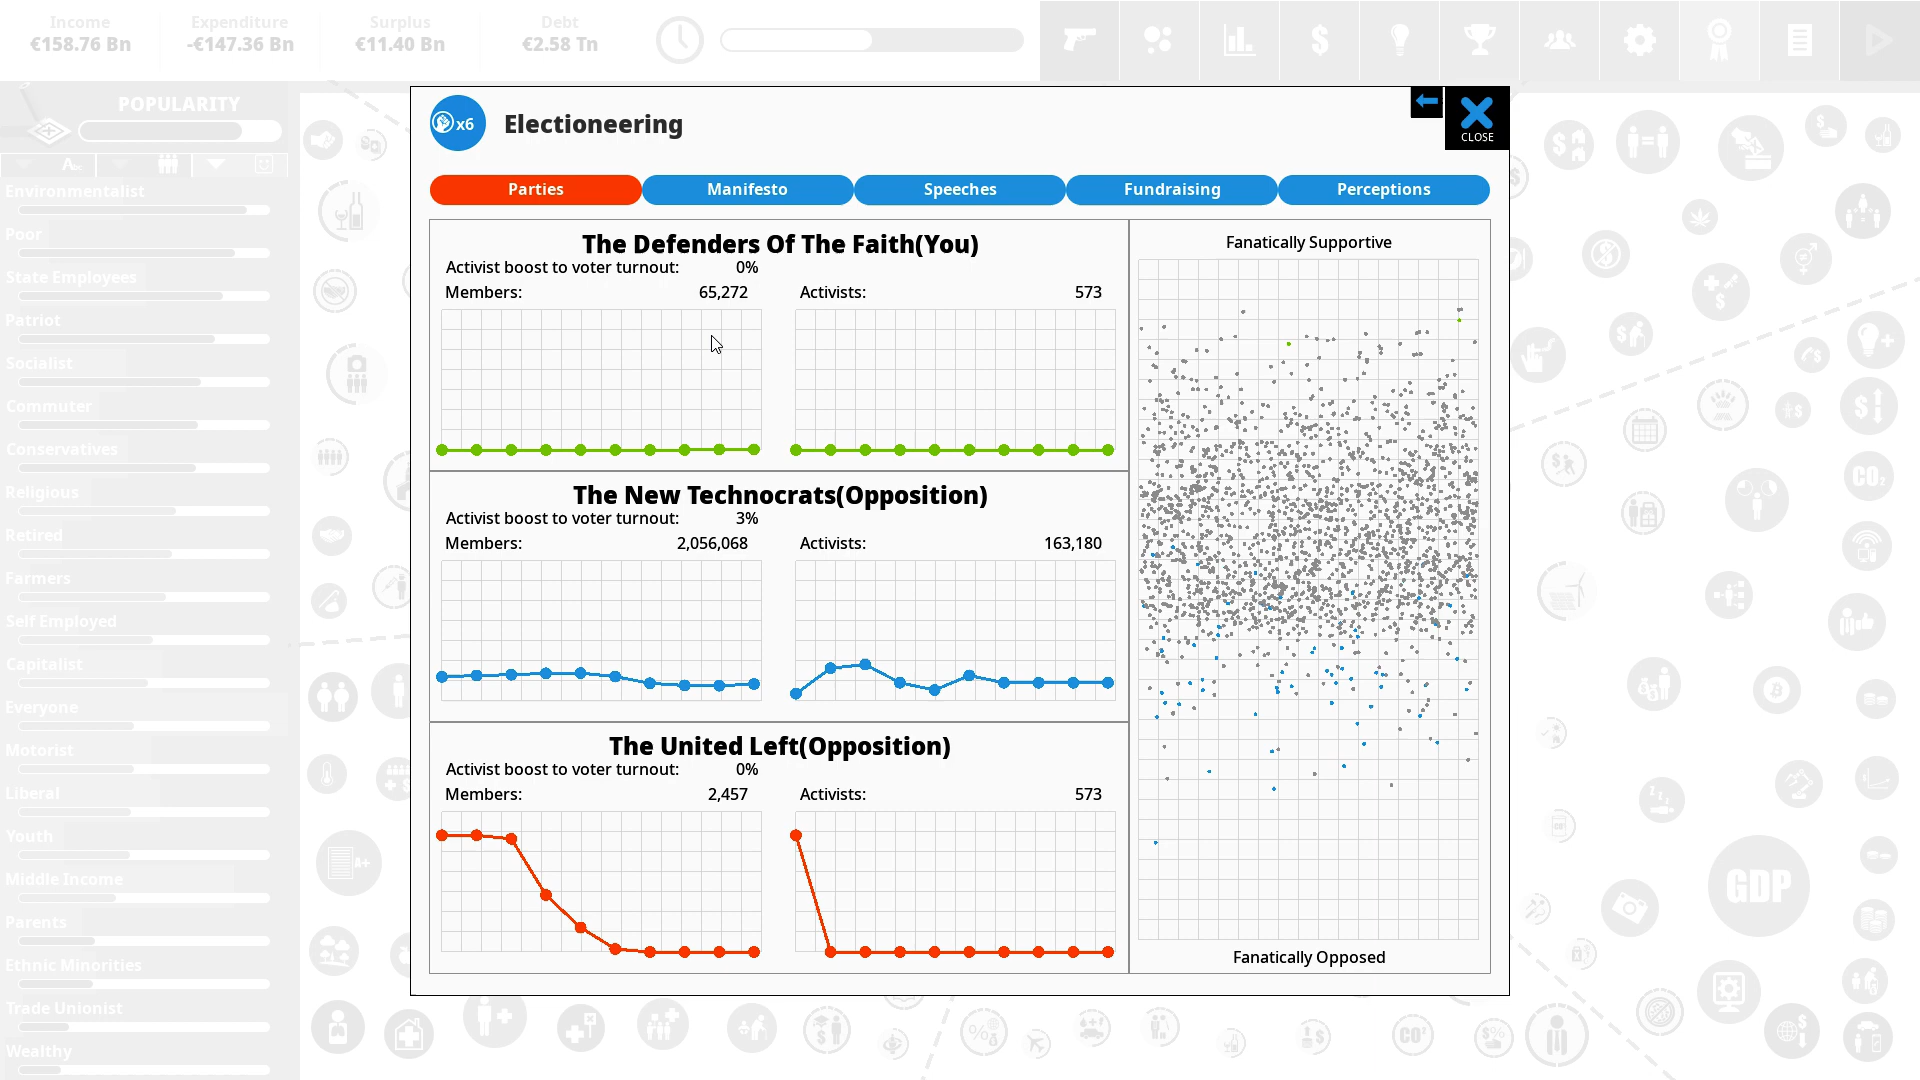 Income
€158.76 Bn
Expenditure
-€147.36 Bn
Surplus
€11.40 Bn
Debt
€2.58 Tn
POPULARITY
Environmentalist
Poor
State Employees
Patriot
Socialist
Commuter
Conservatives
Religious
Retired
Farmers
Self Employed
Capitalist
Everyone
Motorist
Liberal
Youth
Middle Income
Parents
Ethnic Minorities
Trade Unionist
Wealthy
x6
Electioneering
CLOSE
Parties
Manifesto
Speeches
Fundraising
Perceptions
The Defenders Of The Faith(You)
Activist boost to voter turnout: 0%
Members: 65,272
Activists: 573
The New Technocrats(Opposition)
Activist boost to voter turnout: 3%
Members: 2,056,068
Activists: 163,180
The United Left(Opposition)
Activist boost to voter turnout: 0%
Members: 2,457
Activists: 573
Fanatically Supportive
Fanatically Opposed
CO₂
GDP
CO²
A+